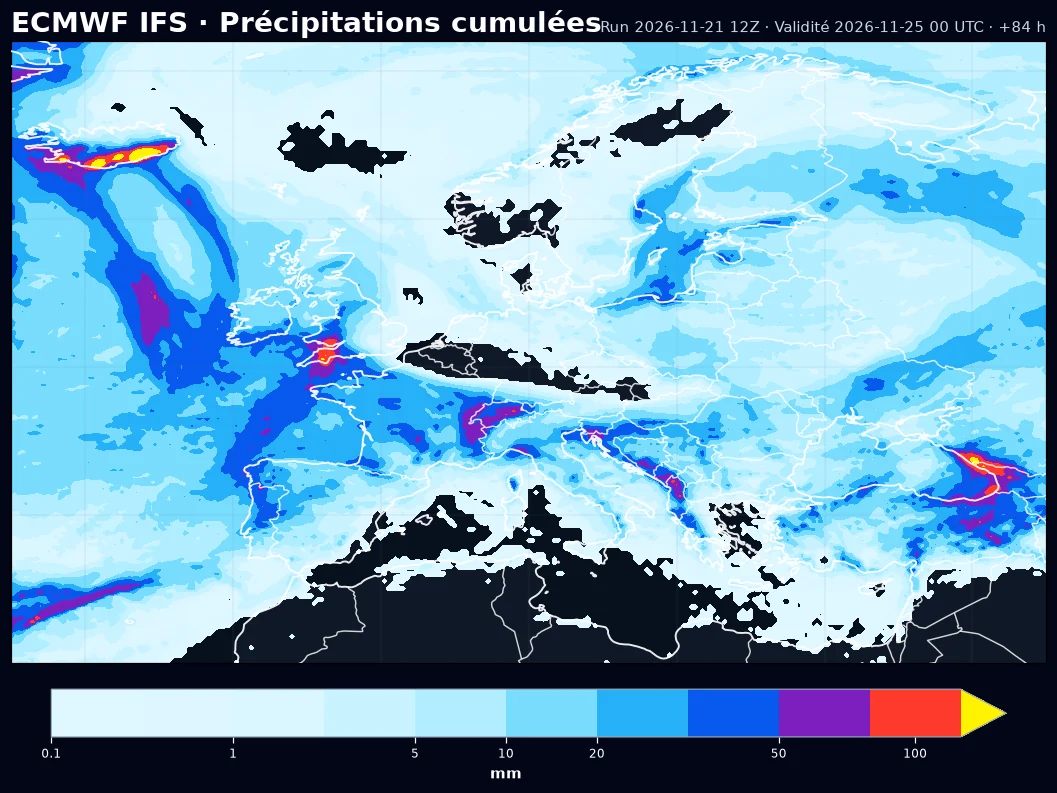 ECMWF IFS · Précipitations cumulées
Run 2026-11-21 12Z · Validité 2026-11-25 00 UTC · +84 h
0.1 1 5 10 20 50 100
mm